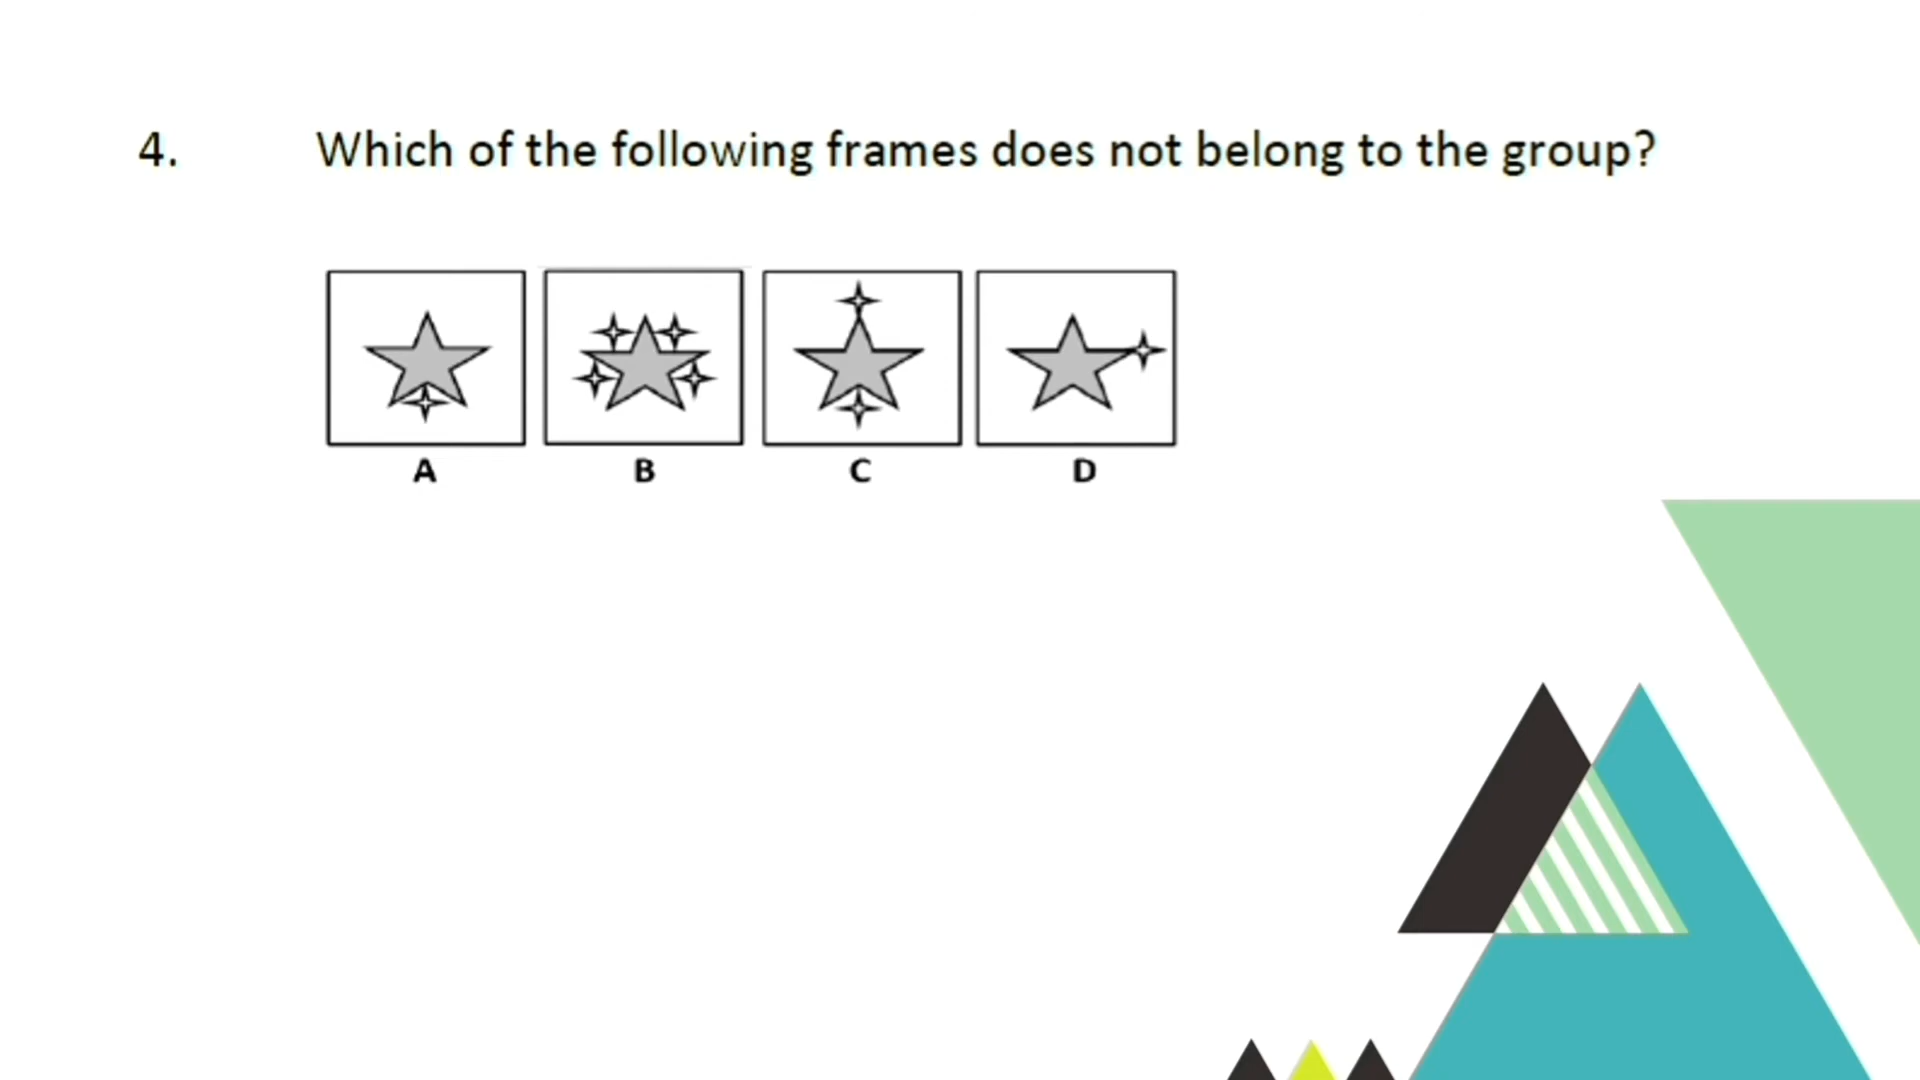 4. Which of the following frames does not belong to the group?
A B C D